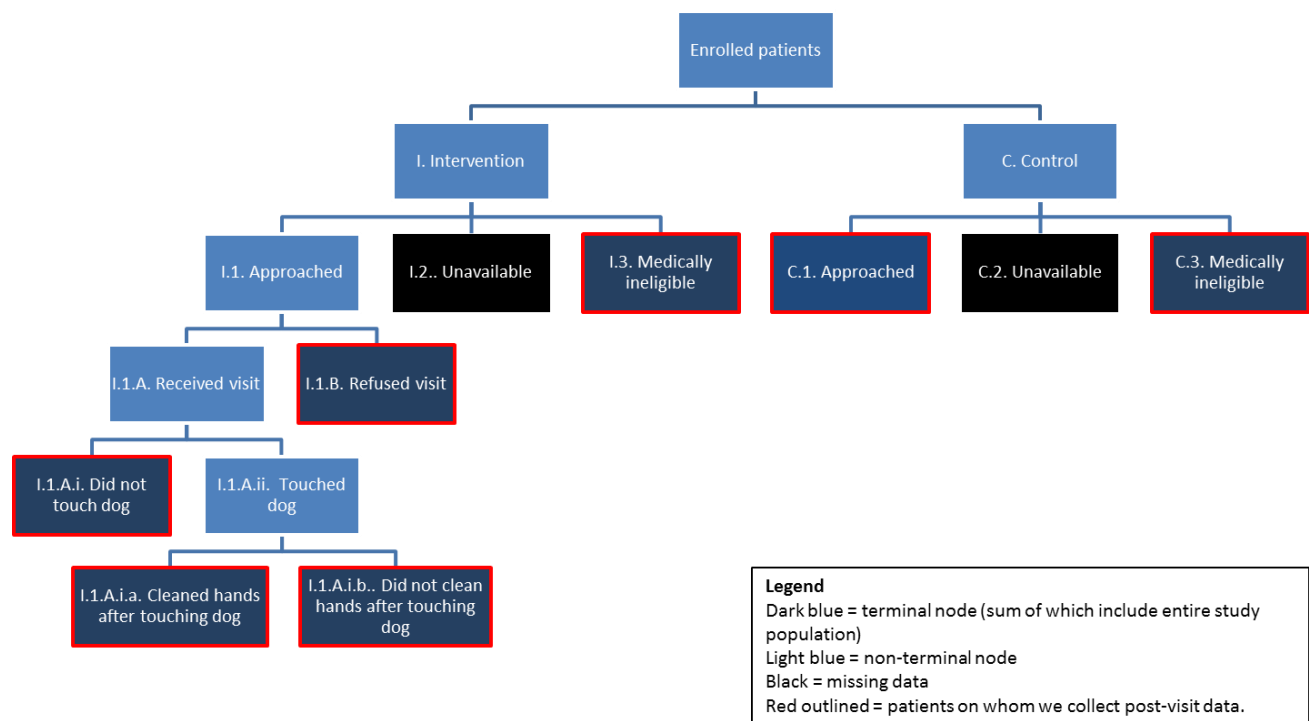 Enrolled patients
I. Intervention
C. Control
I.1. Approached
I.2.. Unavailable
I.3. Medically
ineligible
C.1. Approached
C.2. Unavailable
C.3. Medically
ineligible
I.1.A. Received visit
I.1.B. Refused visit
I.1.A.i. Did not
touch dog
I.1.A.ii. Touched
dog
I.1.A.i.a. Cleaned hands
after touching dog
I.1.A.i.b.. Did not clean
hands after touching
dog
Legend
Dark blue = terminal node (sum of which include entire study
population)
Light blue = non-terminal node
Black = missing data
Red outlined = patients on whom we collect post-visit data.